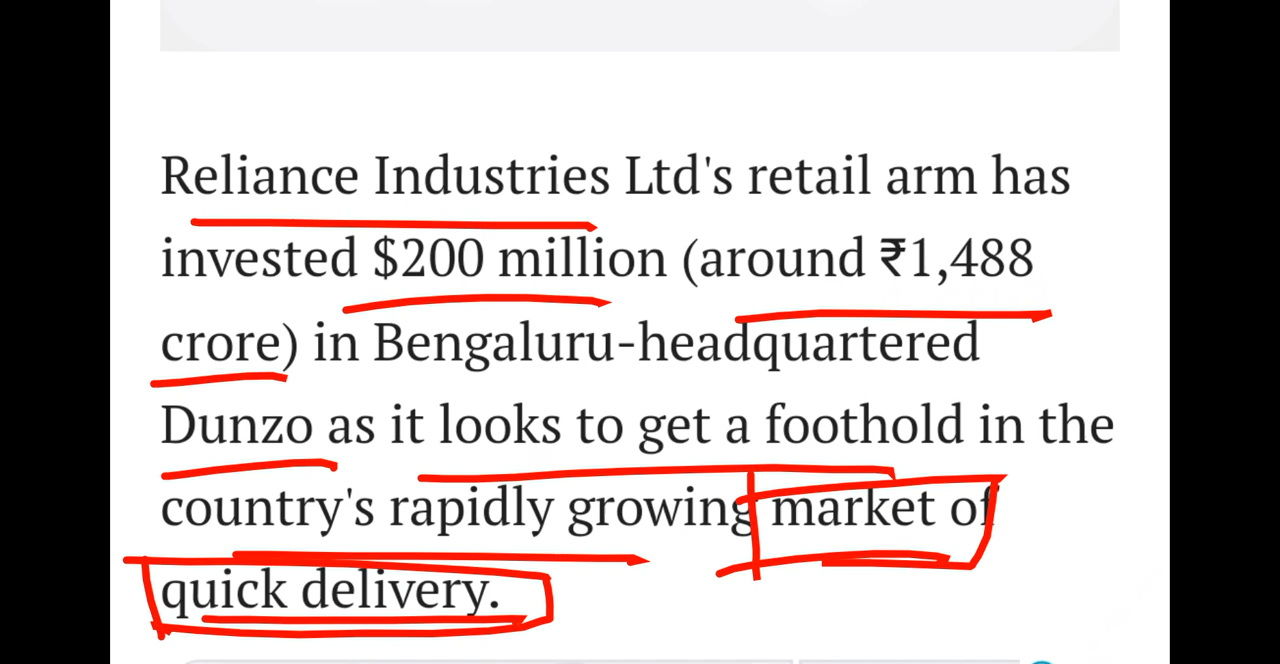 Reliance Industries Ltd's retail arm has
invested $200 million (around ₹1,488
crore) in Bengaluru-headquartered
Dunzo as it looks to get a foothold in the
country's rapidly growing market of
quick delivery.